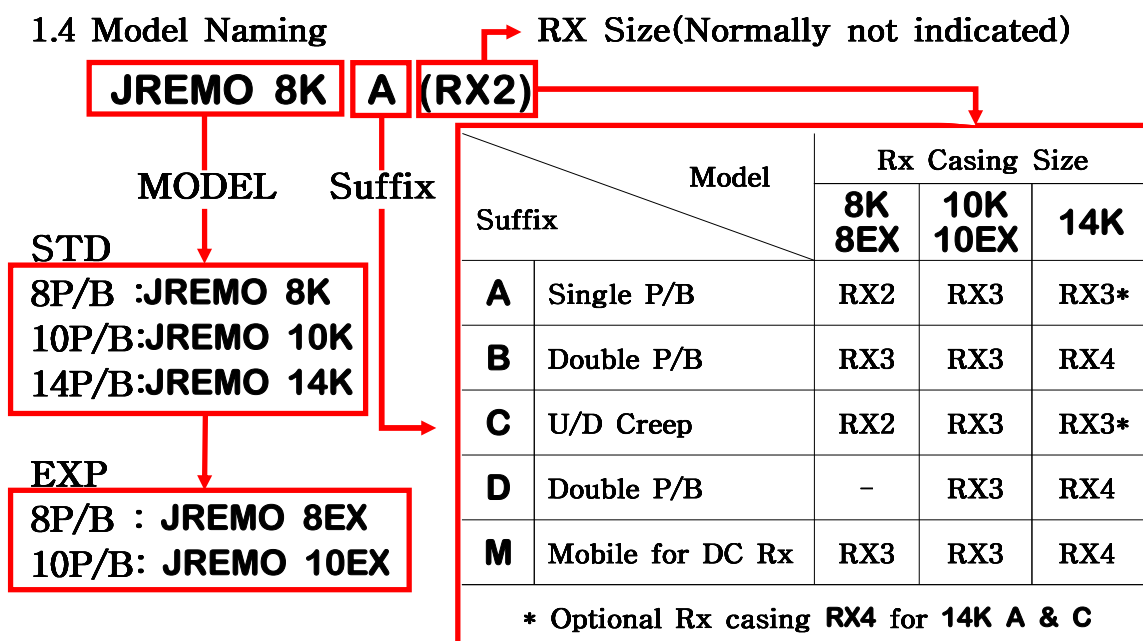 1.4 Model Naming
RX Size(Normally not indicated)
JREMO 8K A (RX2)
MODEL Suffix
STD
8P/B :JREMO 8K
10P/B:JREMO 10K
14P/B:JREMO 14K
EXP
8P/B : JREMO 8EX
10P/B: JREMO 10EX
Model Rx Casing Size
Suffix 8K 8EX 10K 10EX 14K
A Single P/B RX2 RX3 RX3*
B Double P/B RX3 RX3 RX4
C U/D Creep RX2 RX3 RX3*
D Double P/B - RX3 RX4
M Mobile for DC Rx RX3 RX3 RX4
* Optional Rx casing RX4 for 14K A & C